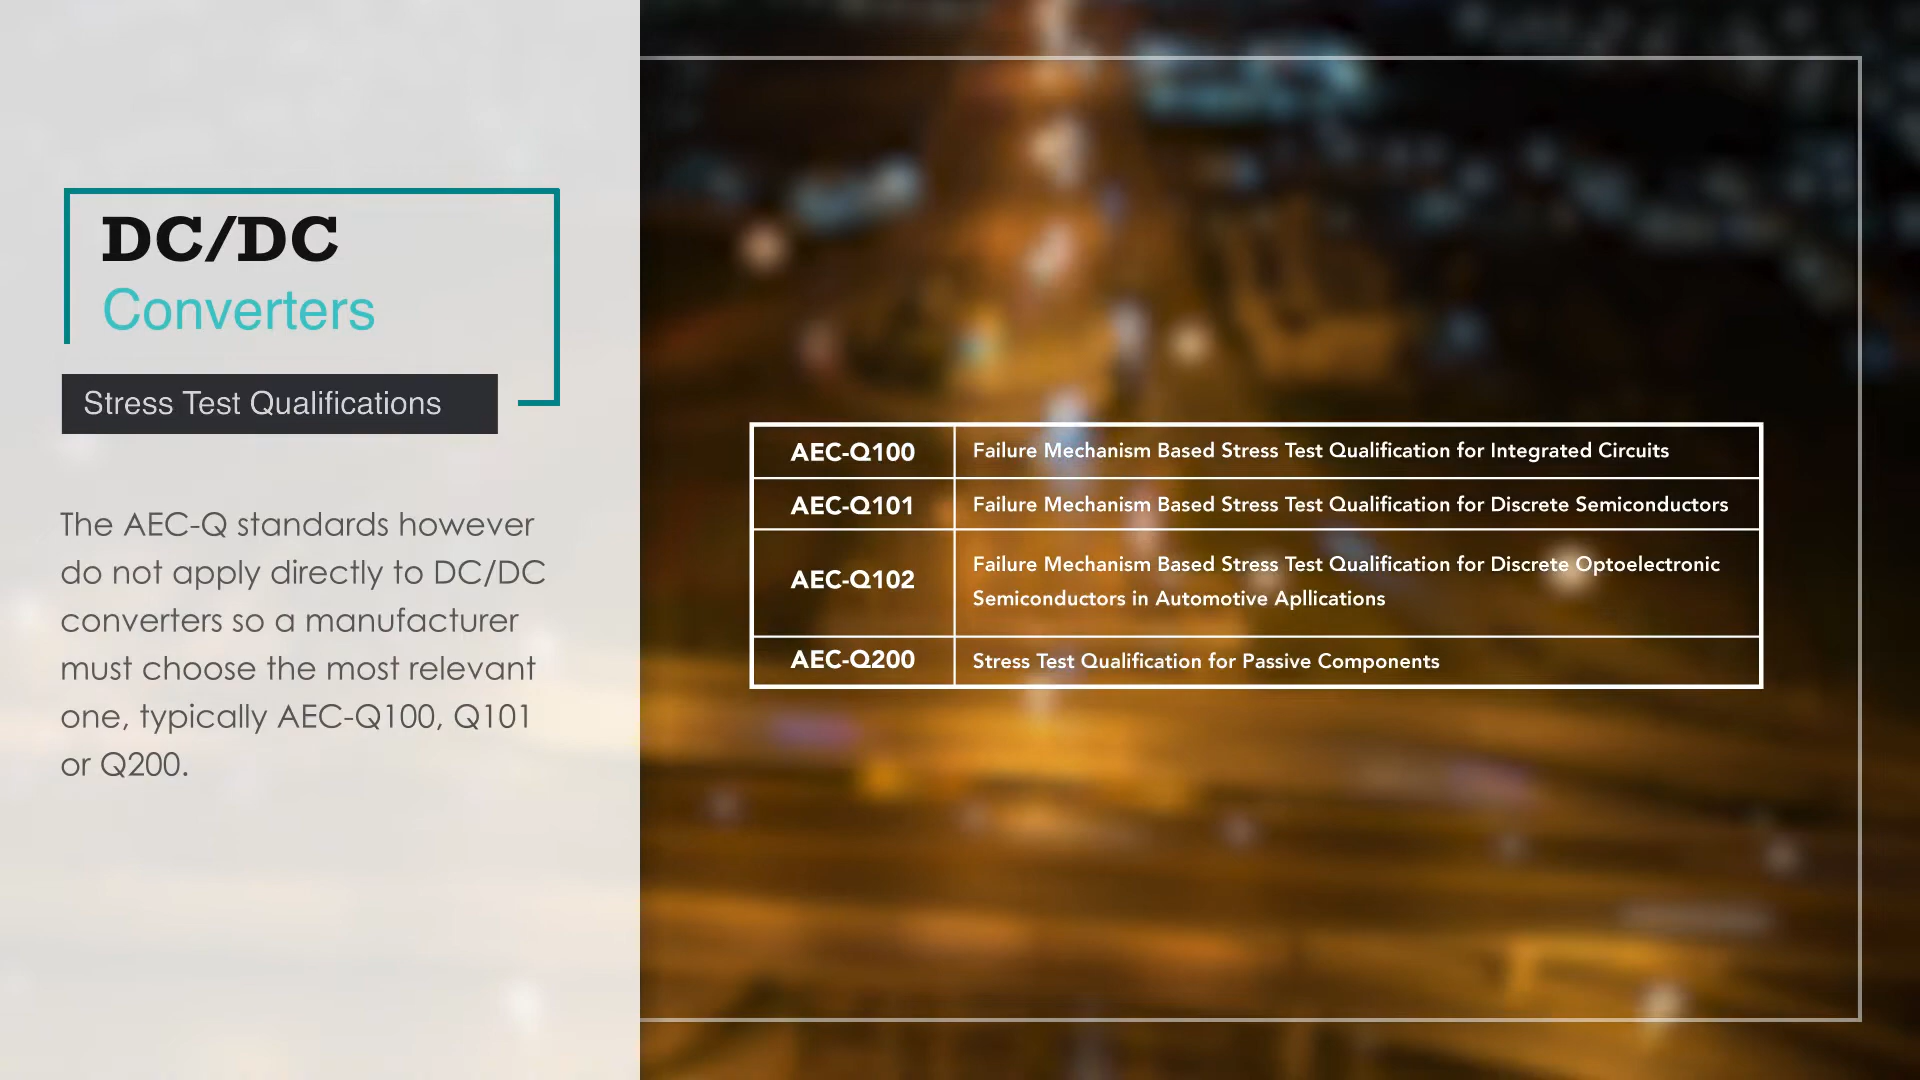 DC/DC
Converters
Stress Test Qualifications
The AEC-Q standards however
do not apply directly to DC/DC
converters so a manufacturer
must choose the most relevant
one, typically AEC-Q100, Q101
or Q200.
AEC-Q100 Failure Mechanism Based Stress Test Qualification for Integrated Circuits
AEC-Q101 Failure Mechanism Based Stress Test Qualification for Discrete Semiconductors
AEC-Q102 Failure Mechanism Based Stress Test Qualification for Discrete Optoelectronic
Semiconductors in Automotive Apllications
AEC-Q200 Stress Test Qualification for Passive Components